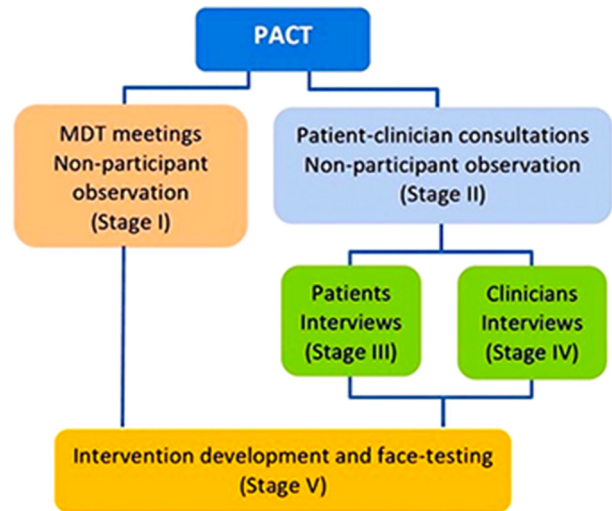 PACT
MDT meetings
Non-participant
observation
(Stage I)
Patient-clinician consultations
Non-participant observation
(Stage II)
Patients
Interviews
(Stage III)
Clinicians
Interviews
(Stage IV)
Intervention development and face-testing
(Stage V)